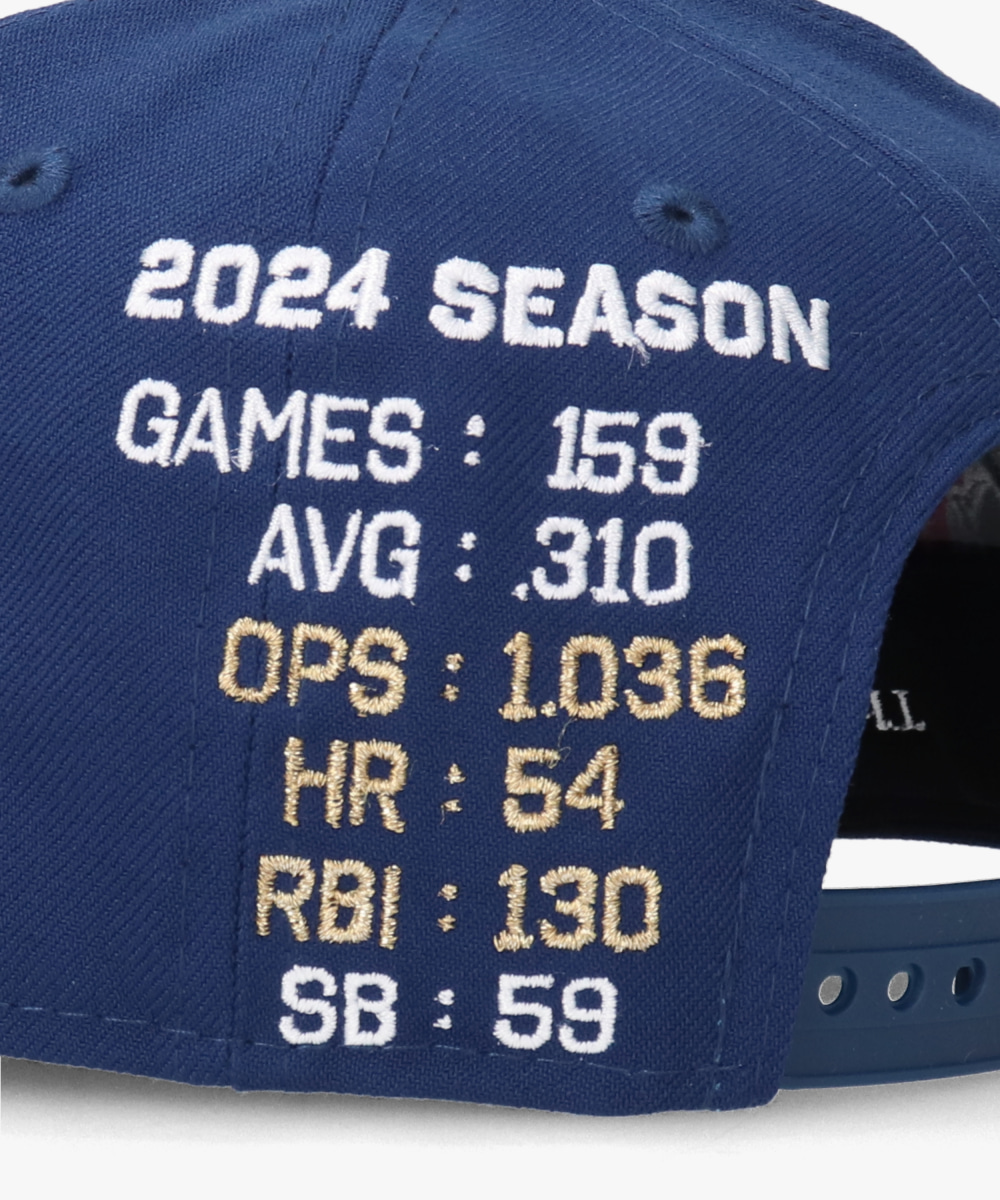 2024 SEASON
GAMES : 159
AVG : .310
OPS : 1.036
HR : 54
RBI : 130
SB : 59